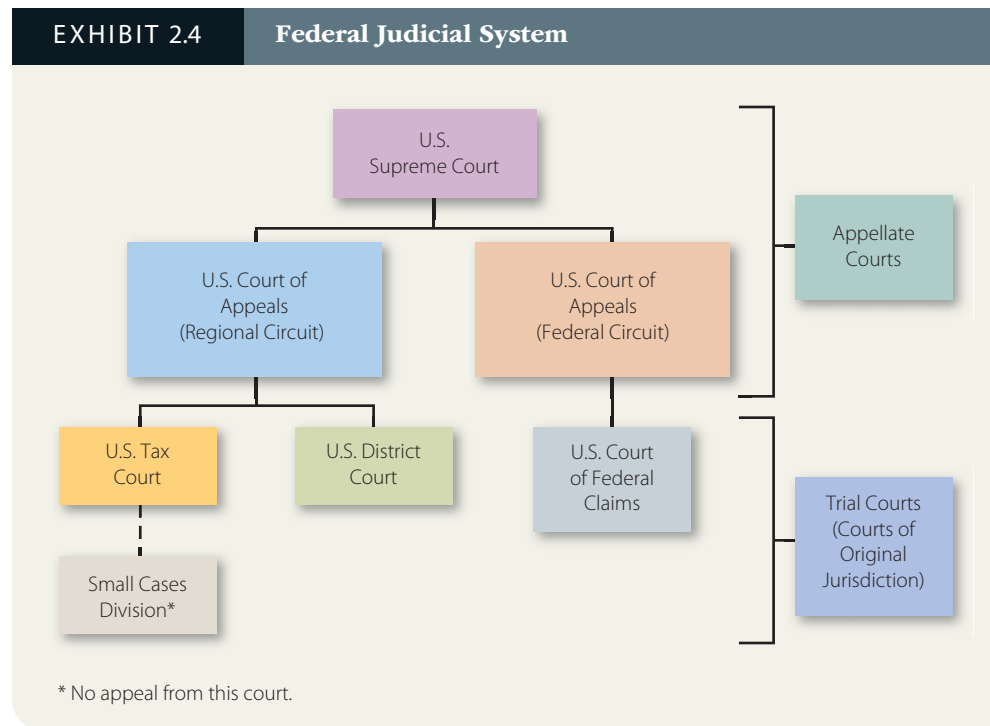 EXHIBIT 2.4
Federal Judicial System
U.S.
Supreme Court
U.S. Court of
Appeals
(Regional Circuit)
U.S. Court of
Appeals
(Federal Circuit)
Appellate
Courts
U.S. Tax
Court
U.S. District
Court
U.S. Court
of Federal
Claims
Small Cases
Division*
Trial Courts
(Courts of
Original
Jurisdiction)
* No appeal from this court.